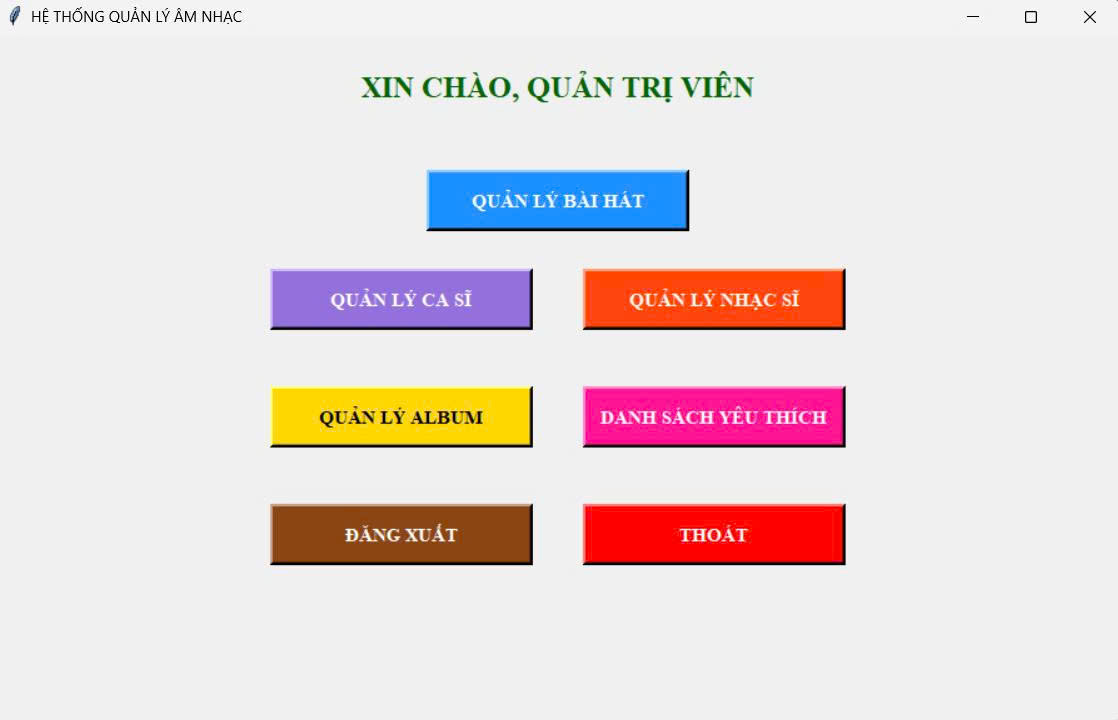 HỆ THỐNG QUẢN LÝ ÂM NHẠC
XIN CHÀO, QUẢN TRỊ VIÊN
QUẢN LÝ BÀI HÁT
QUẢN LÝ CA SĨ
QUẢN LÝ NHẠC SĨ
QUẢN LÝ ALBUM
DANH SÁCH YÊU THÍCH
ĐĂNG XUẤT
THOÁT